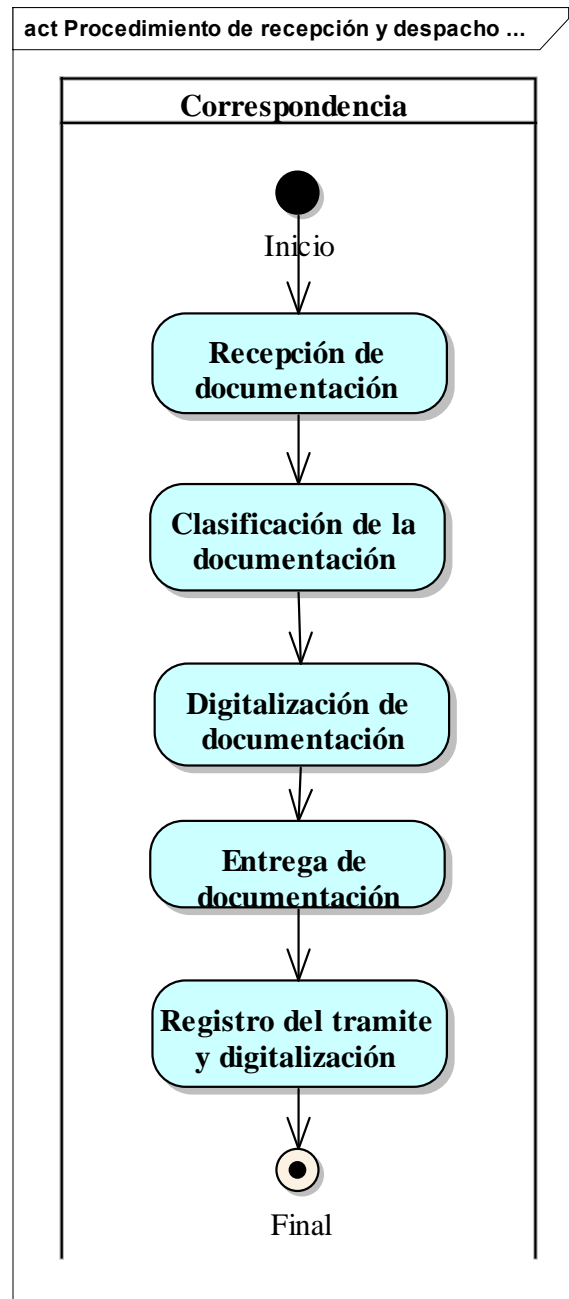 act Procedimiento de recepción y despacho ...
Correspondencia
Inicio
Recepción de
documentación
Clasificación de la
documentación
Digitalización de
documentación
Entrega de
documentación
Registro del tramite
y digitalización
Final